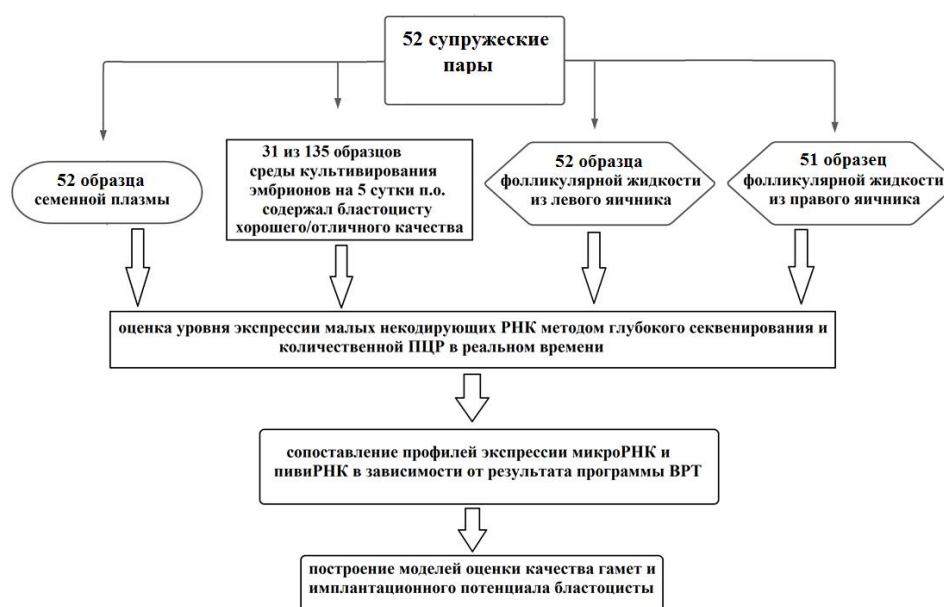 52 супружеские
пары
52 образца
семенной плазмы
31 из 135 образцов
среды культивирования
эмбрионов на 5 сутки п.о.
содержал бластоцисту
хорошего/отличного качества
52 образца
фолликулярной жидкости
из левого яичника
51 образец
фолликулярной жидкости
из правого яичника
оценка уровня экспрессии малых некодирующих РНК методом глубокого секвенирования и
количественной ПЦР в реальном времени
сопоставление профилей экспрессии микроРНК и
пивиРНК в зависимости от результата программы ВРТ
построение моделей оценки качества гамет и
имплантационного потенциала бластоцисты